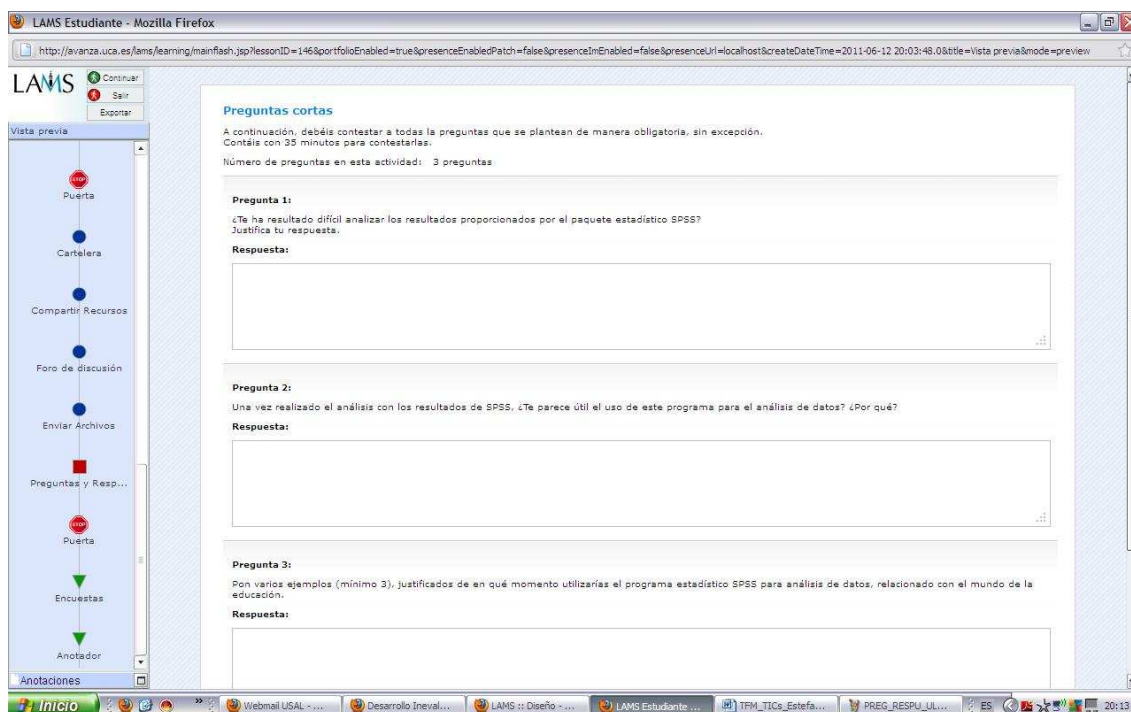 LAMS Estudiante - Mozilla Firefox
http://avanza.uca.es/lams/learning/mainflash.jsp?lessonID=146&portfolioEnabled=true&presenceEnabledPatch=false&presenceImEnabled=false&presenceUrl=localhost&createDateTime=2011-06-12 20:03:48.0&title=Vista previa&mode=preview
LAMS
Continuar
Salir
Exportar
Vista previa
STOP
Puerta
Cartelera
Compartir Recursos
Foro de discusión
Enviar Archivos
Preguntas y Resp...
STOP
Puerta
Encuestas
Anotador
Anotaciones
Preguntas cortas
A continuación, debéis contestar a todas la preguntas que se plantean de manera obligatoria, sin excepción.
Contáis con 35 minutos para contestarlas.
Número de preguntas en esta actividad: 3 preguntas
Pregunta 1:
¿Te ha resultado difícil analizar los resultados proporcionados por el paquete estadístico SPSS?
Justifica tu respuesta.
Respuesta:
Pregunta 2:
Una vez realizado el análisis con los resultados de SPSS, ¿Te parece útil el uso de este programa para el análisis de datos? ¿Por qué?
Respuesta:
Pregunta 3:
Pon varios ejemplos (mínimo 3), justificados de en qué momento utilizarías el programa estadístico SPSS para análisis de datos, relacionado con el mundo de la
educación.
Respuesta:
Inicio
Webmail USAL - ...
Desarrollo Ineval...
LAMS :: Diseño - ...
LAMS Estudiante ...
TFM_TICs_Estefa...
PREG_RESPU_UL...
ES
20:13